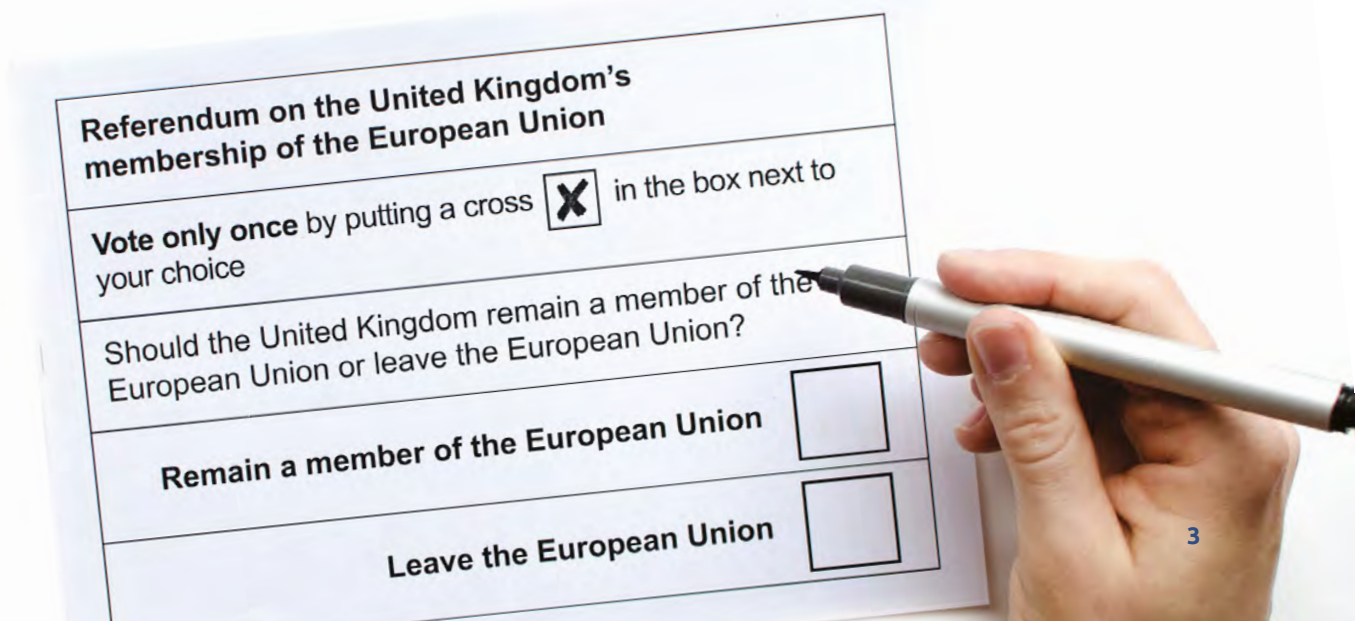 Referendum on the United Kingdom's
membership of the European Union
Vote only once by putting a cross X in the box next to
your choice
Should the United Kingdom remain a member of the
European Union or leave the European Union?
Remain a member of the European Union
Leave the European Union
3